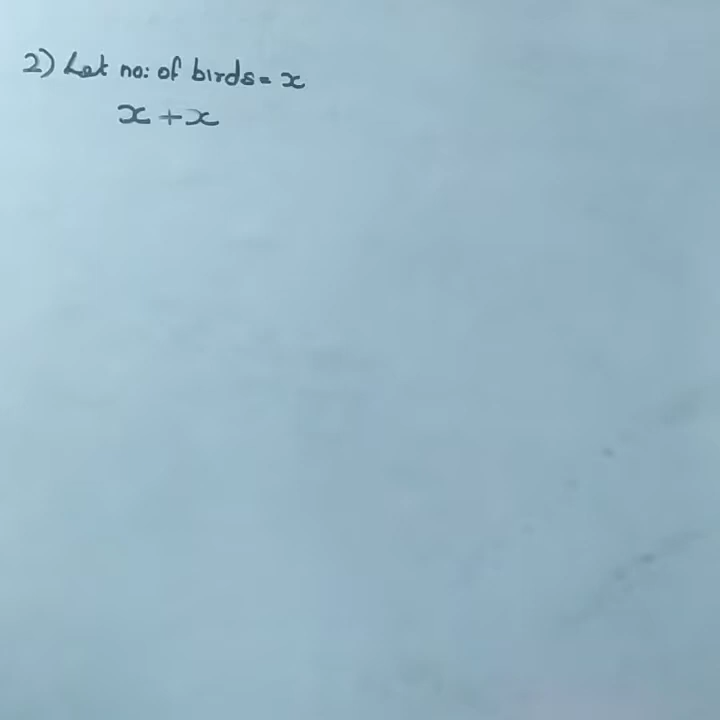 2) Let no: of birds = x
x + x